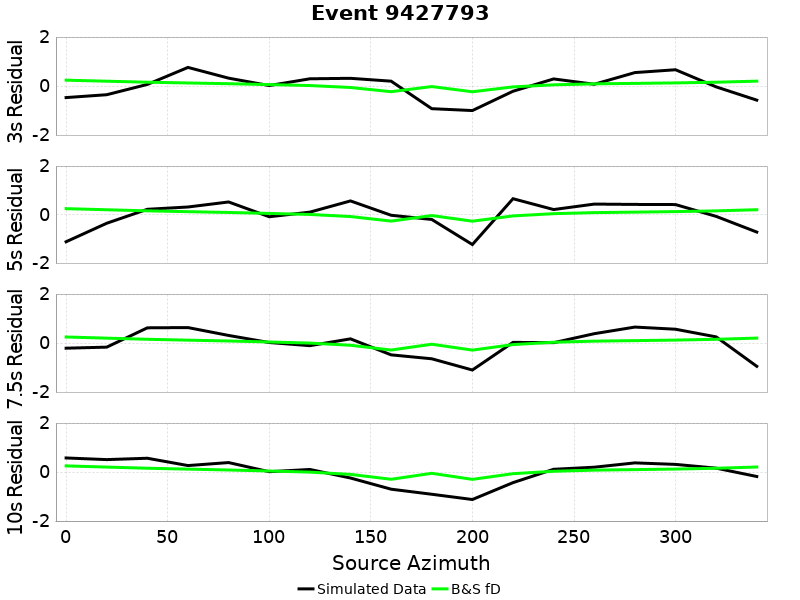 Event 9427793
3s Residual
2
0
-2
5s Residual
2
0
-2
7.5s Residual
2
0
-2
10s Residual
2
0
-2
0 50 100 150 200 250 300
Source Azimuth
Simulated Data B&S fD